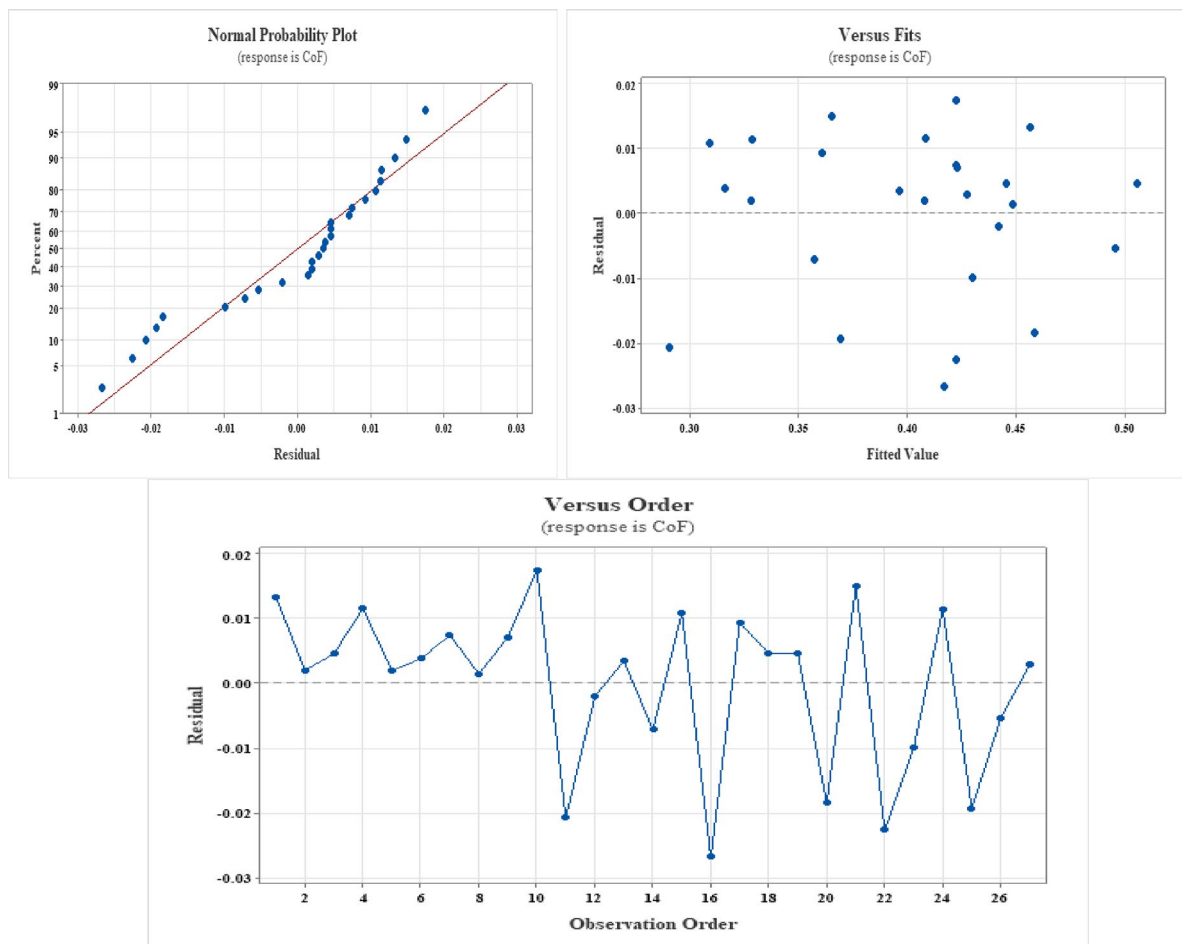 Normal Probability Plot
(response is CoF)
99
95
90
80
70
60
50
40
30
20
10
5
1
Percent
-0.03 -0.02 -0.01 0.00 0.01 0.02 0.03
Residual
Versus Fits
(response is CoF)
0.02
0.01
0.00
-0.01
-0.02
-0.03
Residual
0.30 0.35 0.40 0.45 0.50
Fitted Value
Versus Order
(response is CoF)
0.02
0.01
0.00
-0.01
-0.02
-0.03
Residual
2 4 6 8 10 12 14 16 18 20 22 24 26
Observation Order